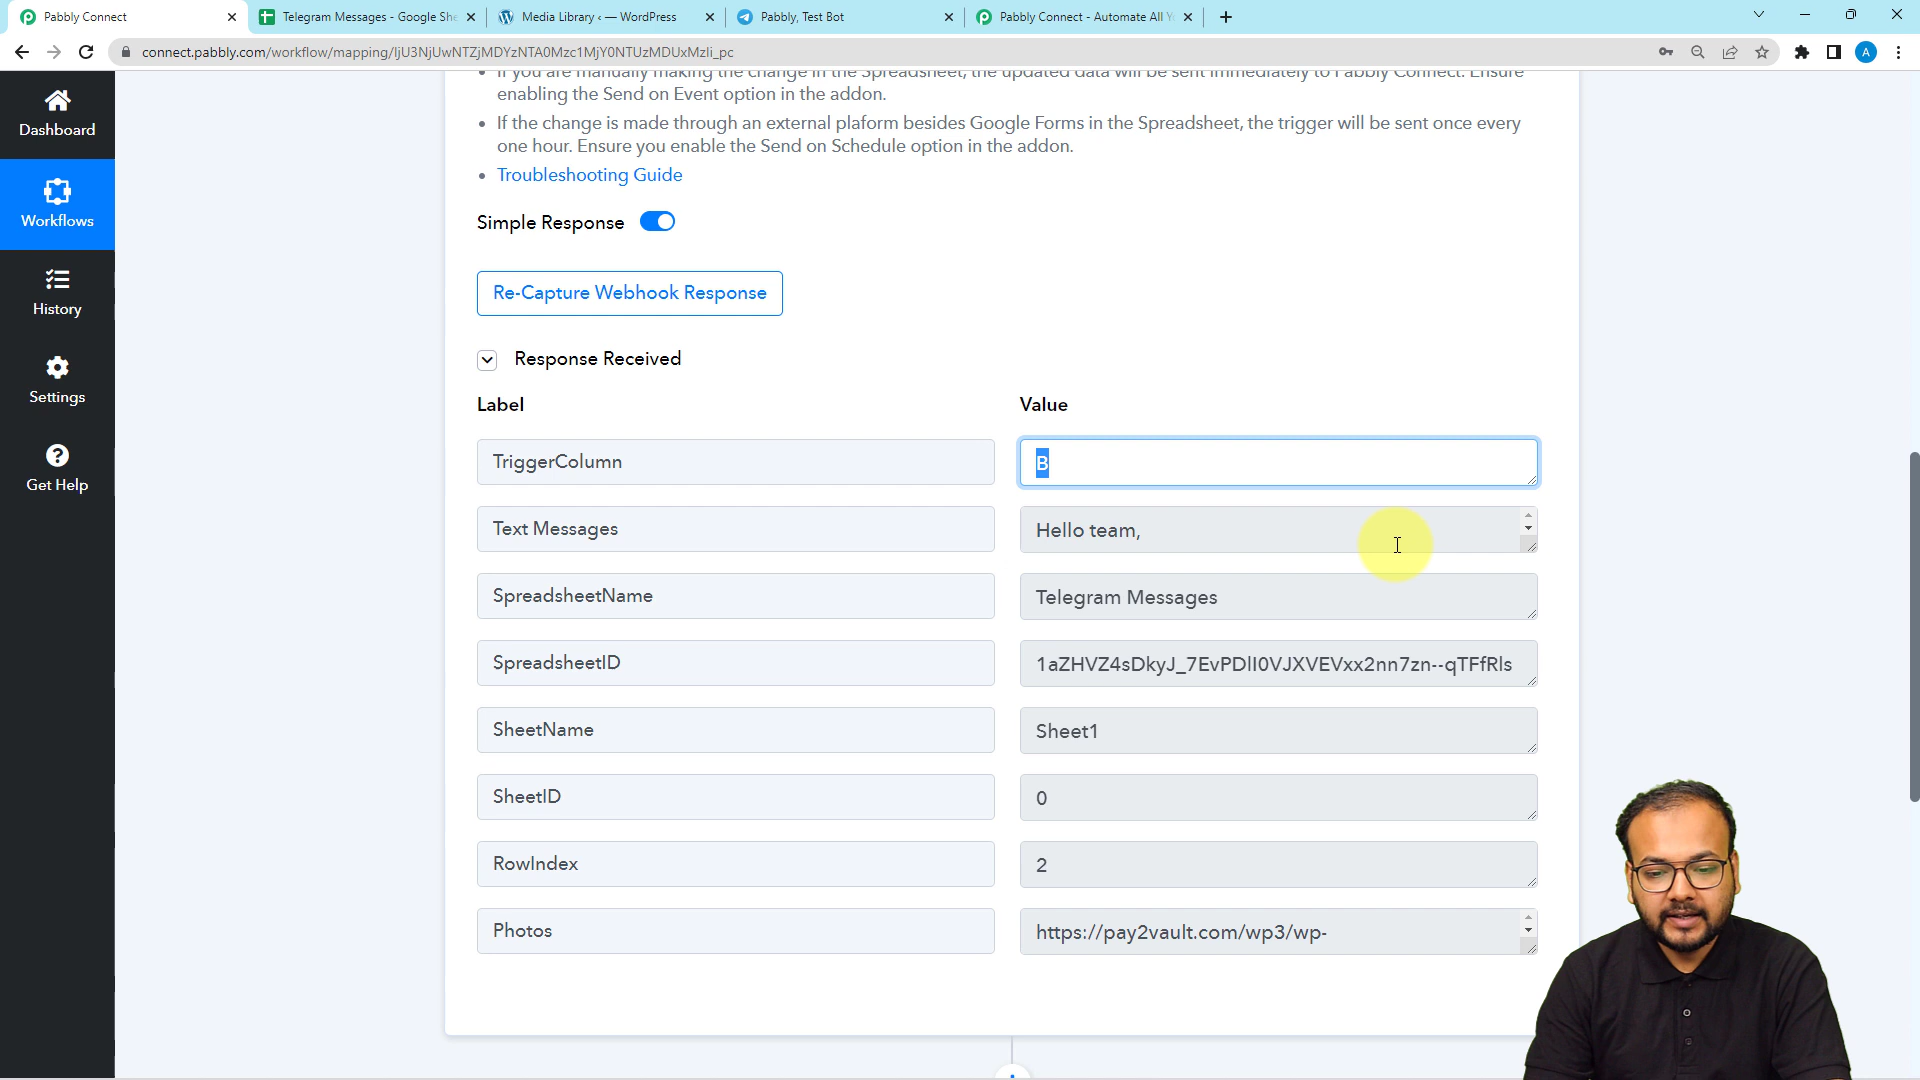 Pabbly Connect
Telegram Messages - Google She
Media Library ‹ — WordPress
Pabbly, Test Bot
Pabbly Connect - Automate All Y
connect.pabbly.com/workflow/mapping/IjU3NjUwNTZjMDYzNTA0Mzc1MjY0NTUzMDUxMzIi_pc
A
If you are manually making the change in the Spreadsheet, the updated data will be sent immediately to Pabbly Connect. Ensure
enabling the Send on Event option in the addon.
If the change is made through an external plaform besides Google Forms in the Spreadsheet, the trigger will be sent once every
one hour. Ensure you enable the Send on Schedule option in the addon.
Troubleshooting Guide
Dashboard
Workflows
History
Settings
Get Help
Simple Response
Re-Capture Webhook Response
Response Received
Label Value
TriggerColumn B
Text Messages Hello team,
SpreadsheetName Telegram Messages
SpreadsheetID 1aZHVZ4sDkyJ_7EvPDlI0VJXVEVxx2nn7zn--qTFfRls
SheetName Sheet1
SheetID 0
RowIndex 2
Photos https://pay2vault.com/wp3/wp-